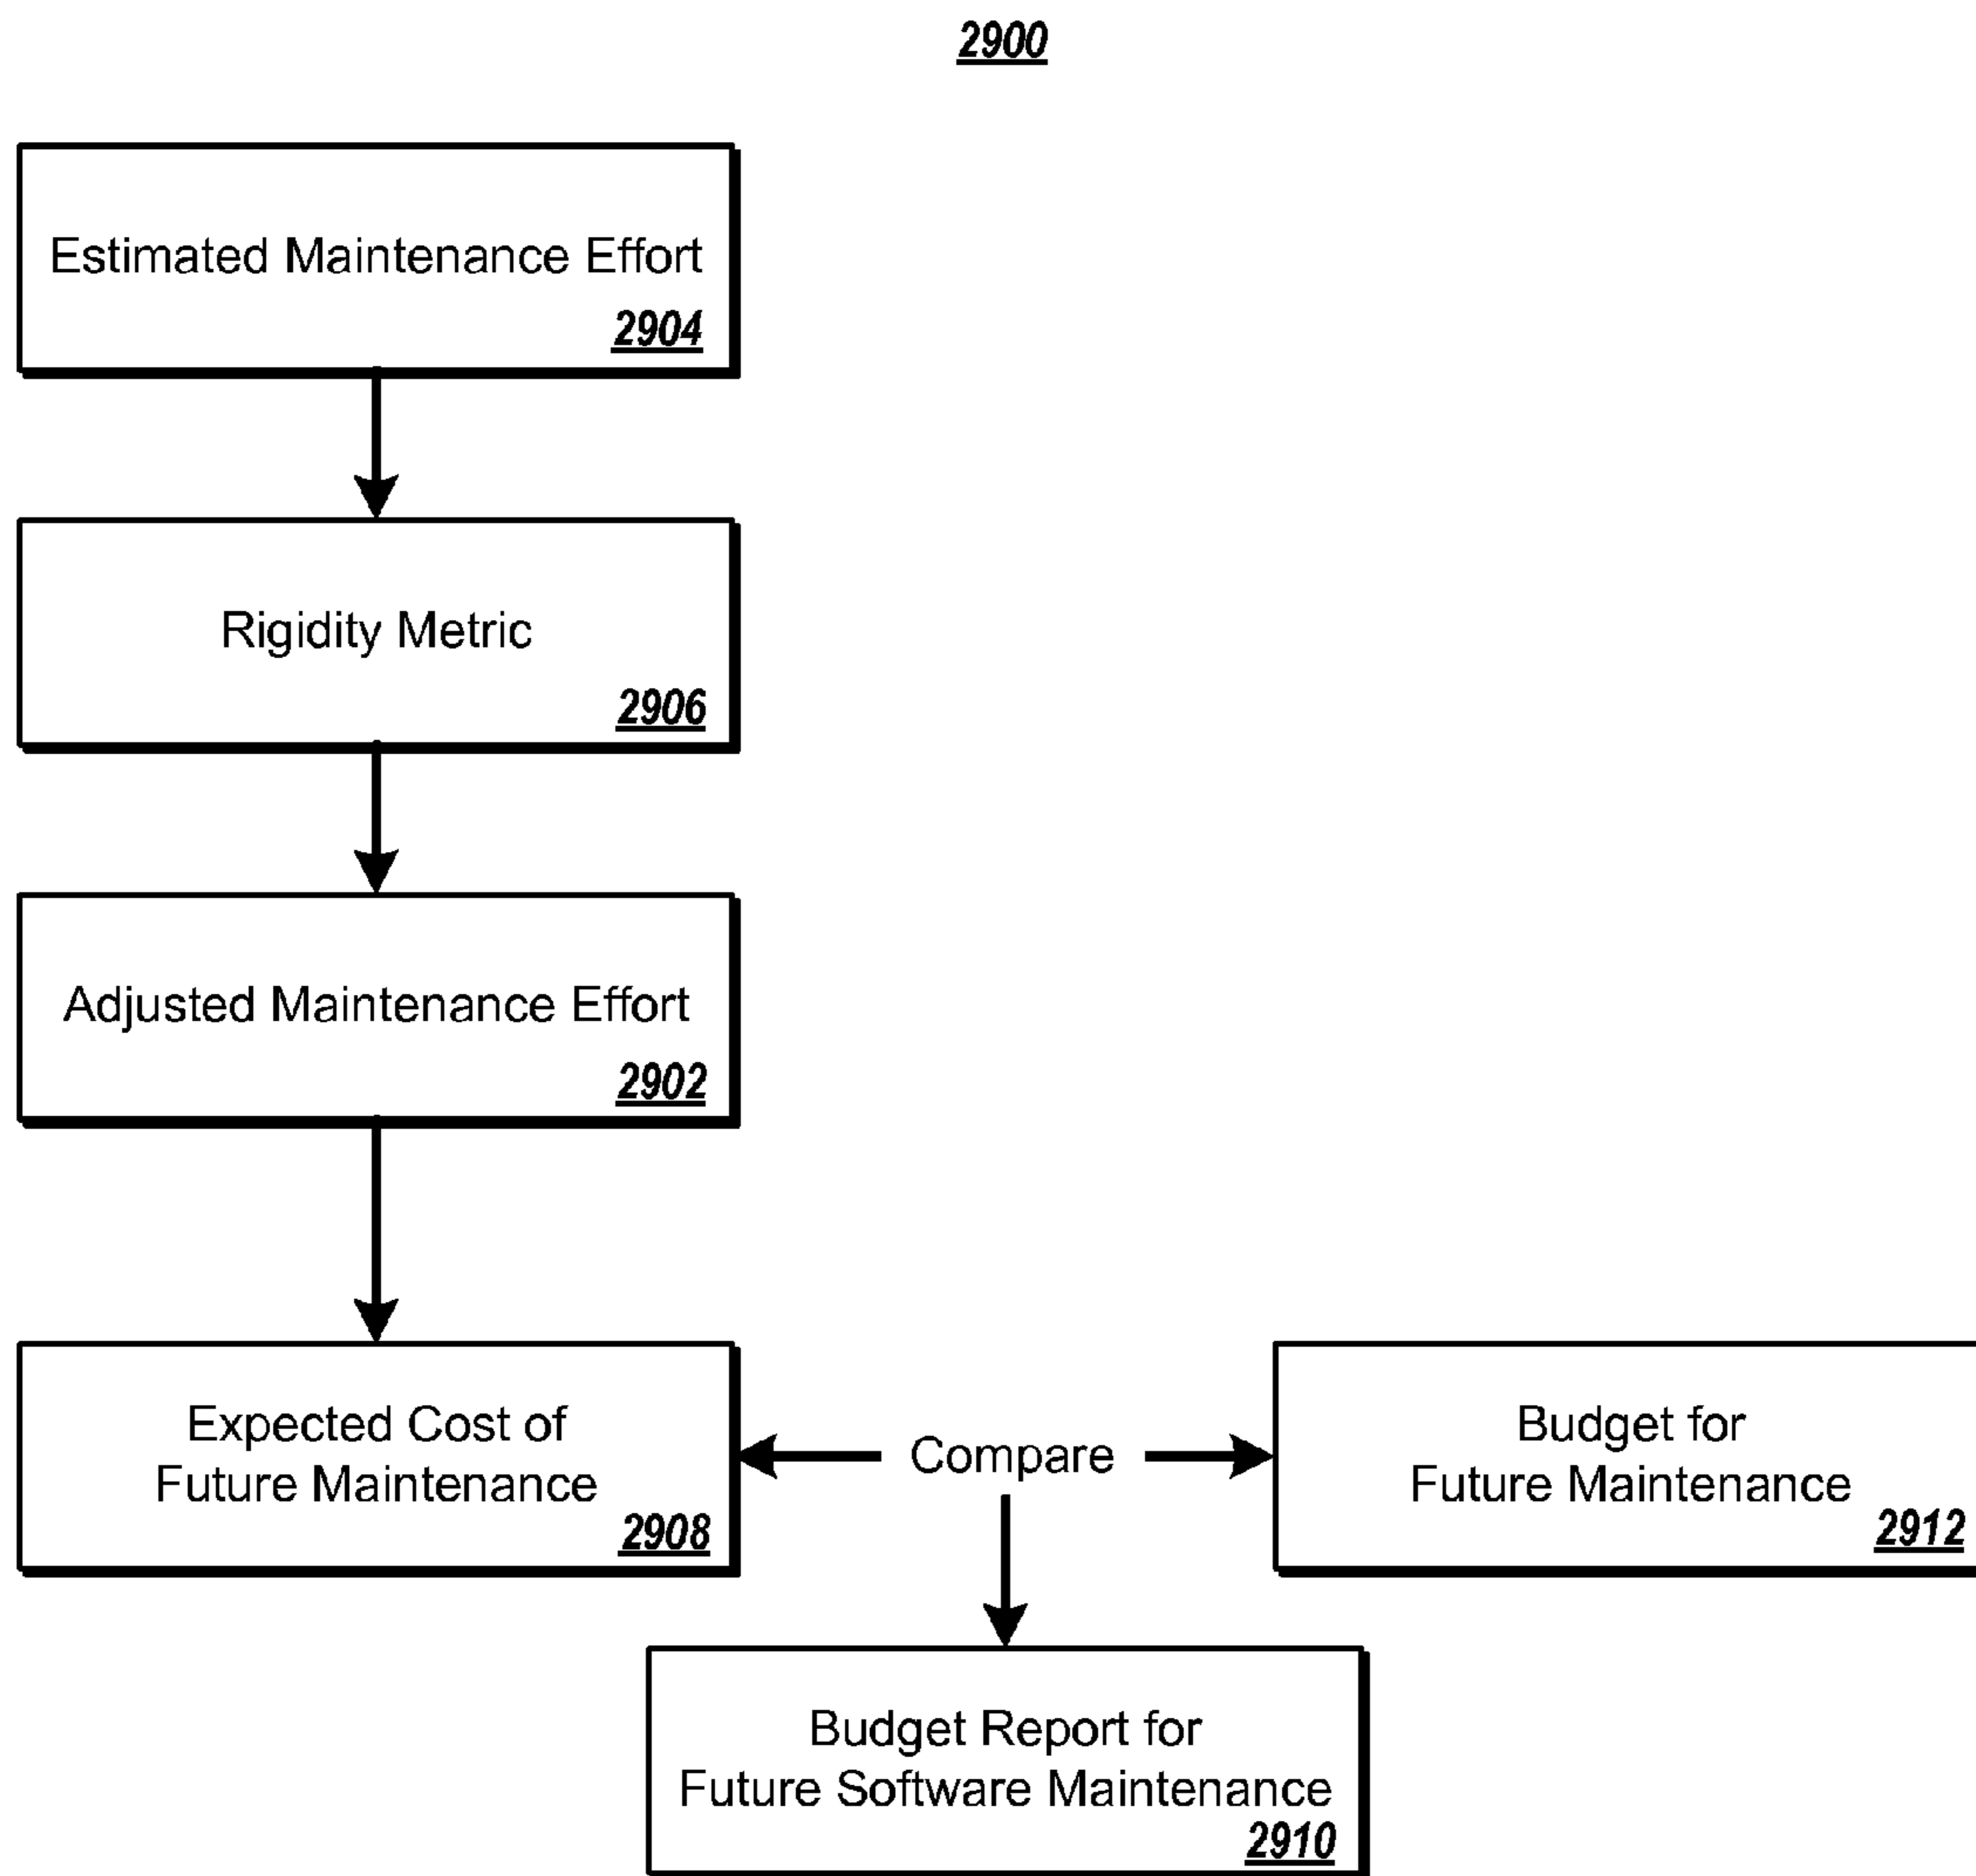 2900
Estimated Maintenance Effort
2904
Rigidity Metric
2906
Adjusted Maintenance Effort
2902
Expected Cost of
Future Maintenance
2908
Compare
Budget for
Future Maintenance
2912
Budget Report for
Future Software Maintenance
2910